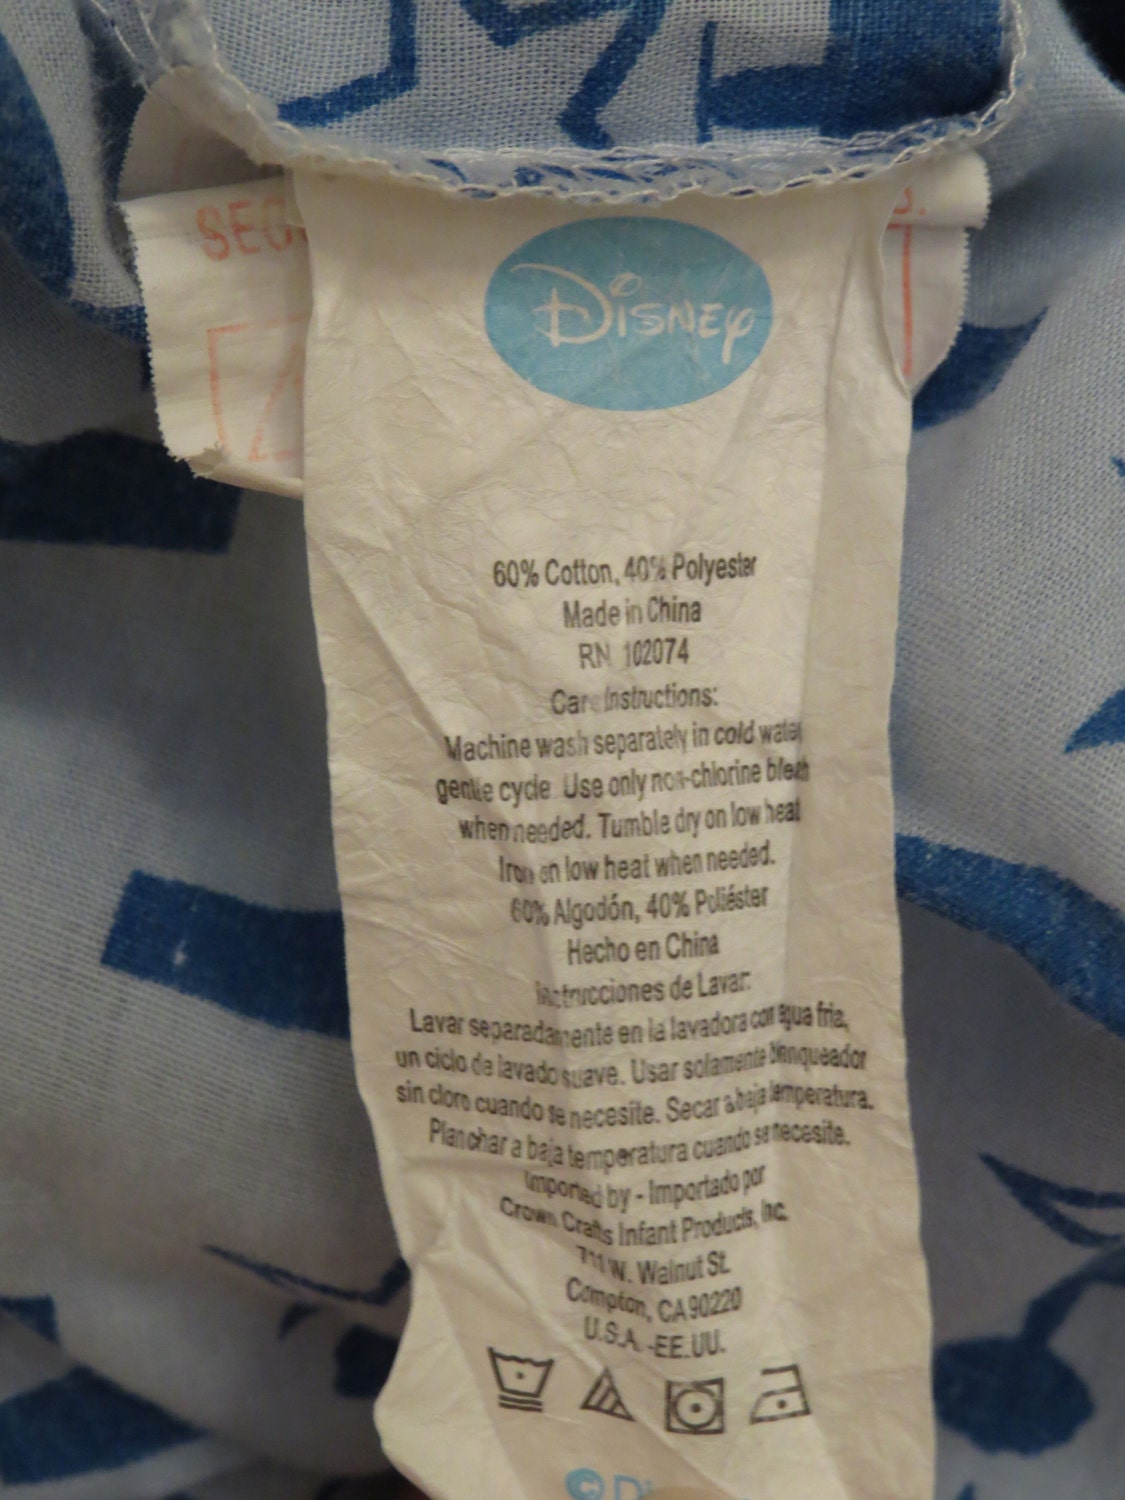 Disney
60% Cotton, 40% Polyester
Made in China
RN 102074
Care Instructions:
Machine wash separately in cold water
gentle cycle. Use only non-chlorine bleach
when needed. Tumble dry on low heat
Iron on low heat when needed.
60% Algodón, 40% Poliéster
Hecho en China
Instrucciones de Lavar:
Lavar separadamente en la lavadora con agua fria,
un ciclo de lavado suave. Usar solamente blanqueador
sin cloro cuando se necesite. Secar a baja temperatura.
Planchar a baja temperatura cuando se necesite.
Imported by - Importado por
Crown Crafts Infant Products, Inc.
711 W. Walnut St.
Compton, CA 90220
U.S.A. -EE.UU.
©Di